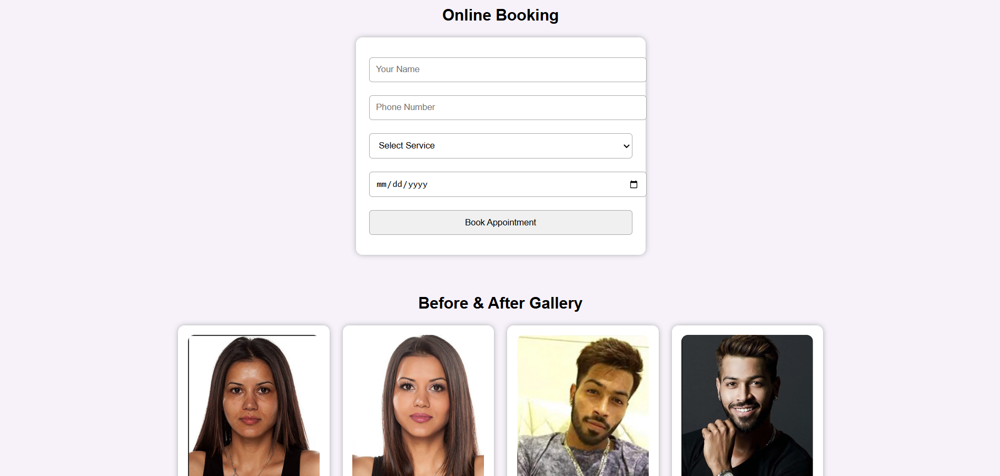 Online Booking
Your Name
Phone Number
Select Service
mm/dd/yyyy
Book Appointment
Before & After Gallery